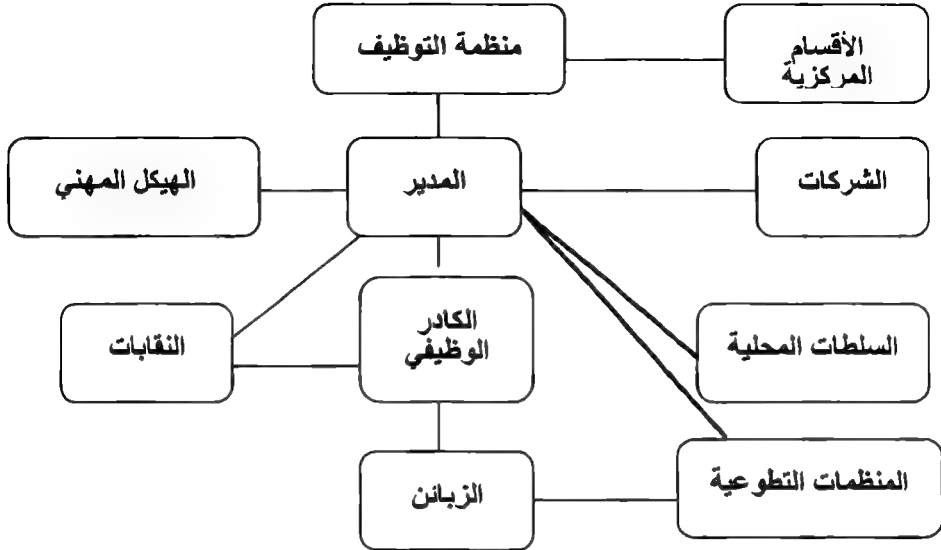 منظمة التوظيف
الأقسام
المركزية
الهيكل المهني
المدير
الشركات
النقابات
الكادر
الوظيفي
السلطات المحلية
الزبائن
المنظمات التطوعية